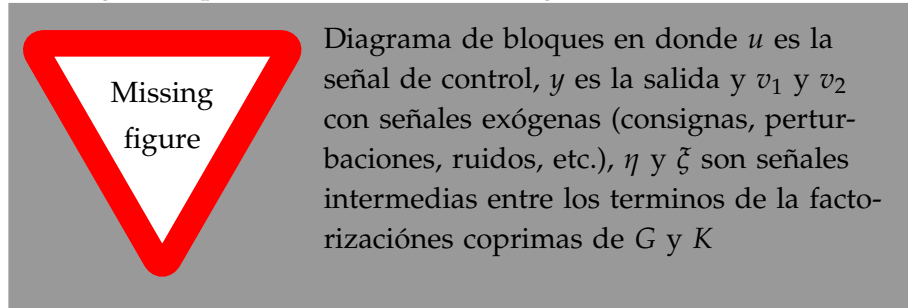 Missing
figure
Diagrama de bloques en donde u es la
señal de control, y es la salida y v₁ y v₂
con señales exógenas (consignas, pertur-
baciones, ruidos, etc.), η y ξ son señales
intermedias entre los terminos de la facto-
rizaciónes coprimas de G y K